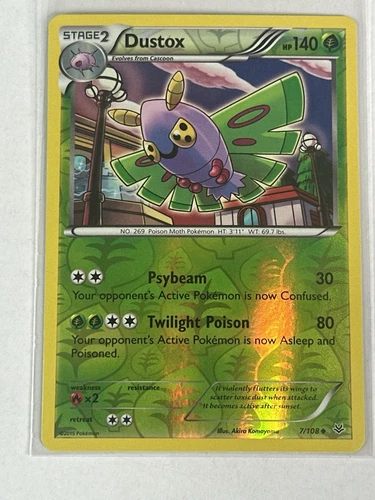 STAGE2 Dustox HP 140
Evolves from Cascoon
NO. 269 Poison Moth Pokémon. HT. 3'11" WT. 69.7 lbs.
Psybeam 30
Your opponent's Active Pokémon is now Confused.
Twilight Poison 80
Your opponent's Active Pokémon is now Asleep and
Poisoned.
weakness resistance
×2
retreat
It violently flutters its wings to
scatter toxic dust when attacked.
It becomes active after sunset.
©2015 Pokémon
Illus. Akira Komayama
7/108